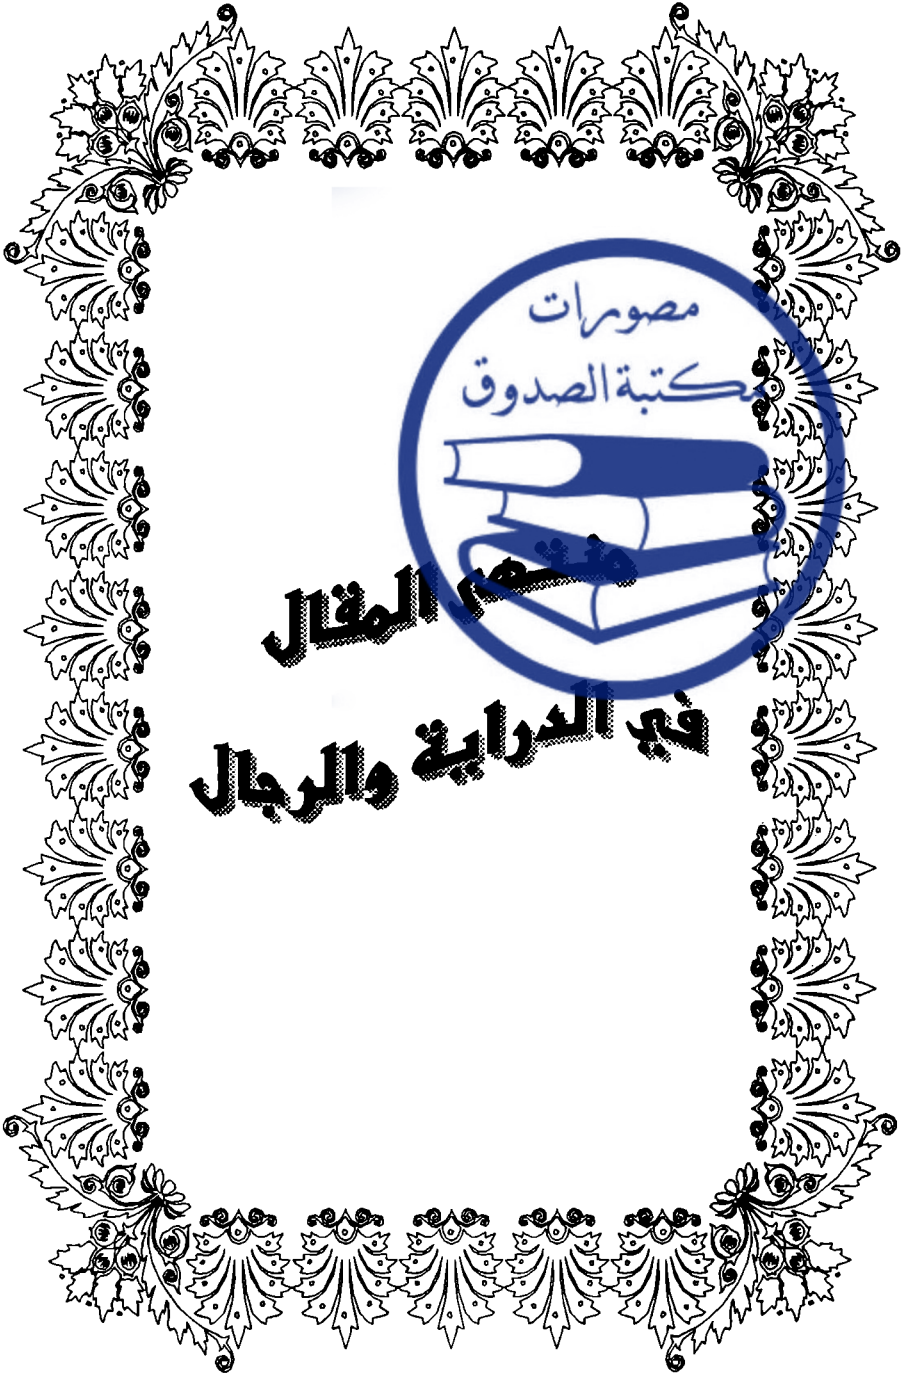 مصورات
مكتبة الصدوق
منتهى المقال
في الدراية والرجال